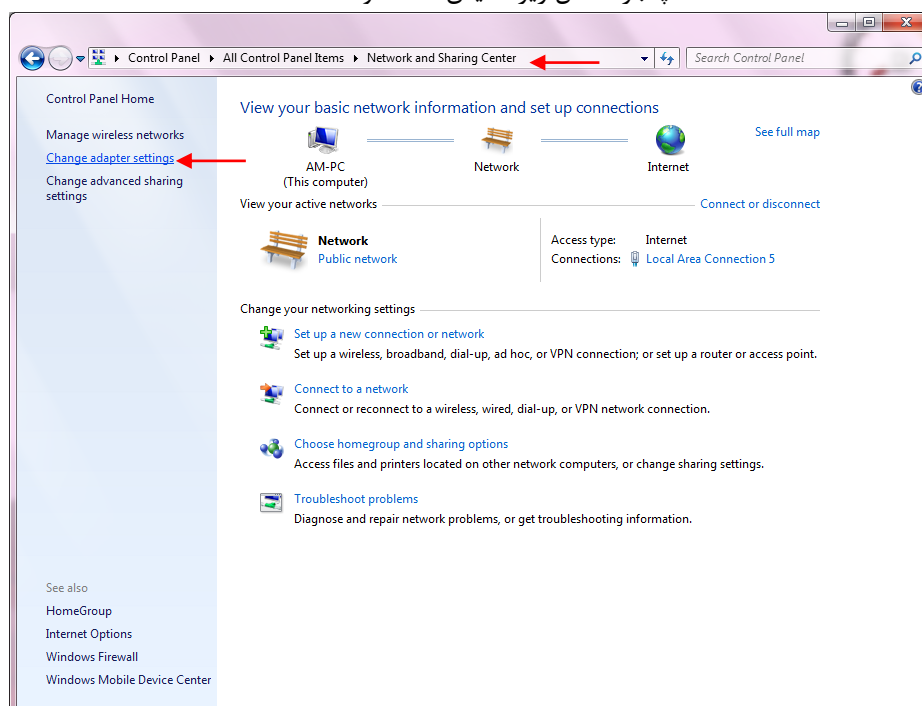 Control Panel ▸ All Control Panel Items ▸ Network and Sharing Center
Search Control Panel
Control Panel Home
Manage wireless networks
Change adapter settings
Change advanced sharing
settings
View your basic network information and set up connections
See full map
AM-PC
(This computer)
Network
Internet
View your active networks
Connect or disconnect
Network
Public network
Access type: Internet
Connections: Local Area Connection 5
Change your networking settings
Set up a new connection or network
Set up a wireless, broadband, dial-up, ad hoc, or VPN connection; or set up a router or access point.
Connect to a network
Connect or reconnect to a wireless, wired, dial-up, or VPN network connection.
Choose homegroup and sharing options
Access files and printers located on other network computers, or change sharing settings.
Troubleshoot problems
Diagnose and repair network problems, or get troubleshooting information.
See also
HomeGroup
Internet Options
Windows Firewall
Windows Mobile Device Center